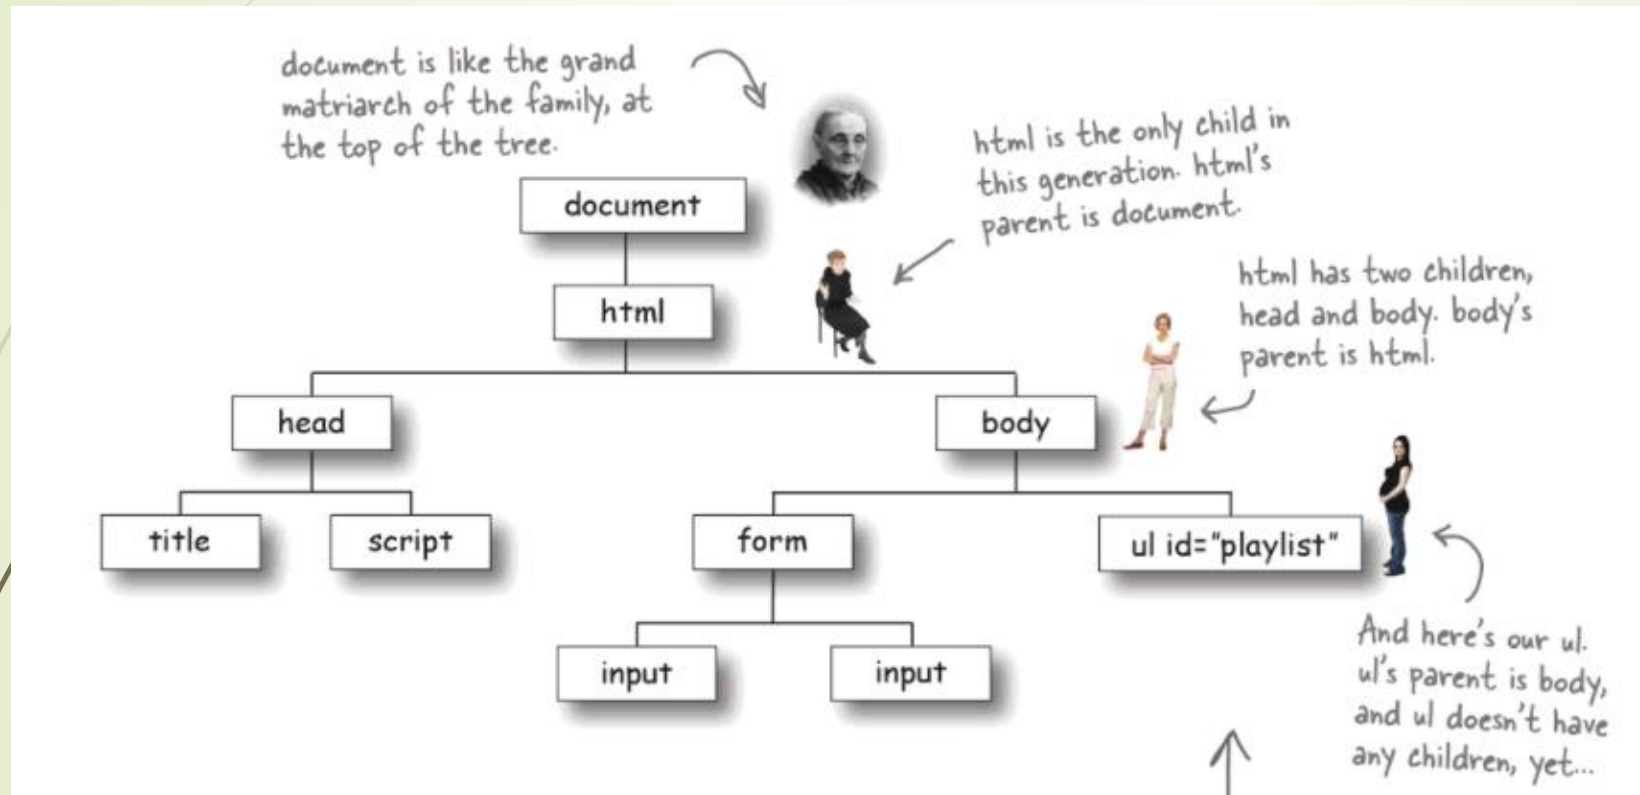 document is like the grand
matriarch of the family, at
the top of the tree.
html is the only child in
this generation. html's
parent is document.
document
html has two children,
head and body. body's
parent is html.
html
head
body
title
script
form
ul id="playlist"
And here's our ul.
ul's parent is body,
and ul doesn't have
any children, yet...
input
input